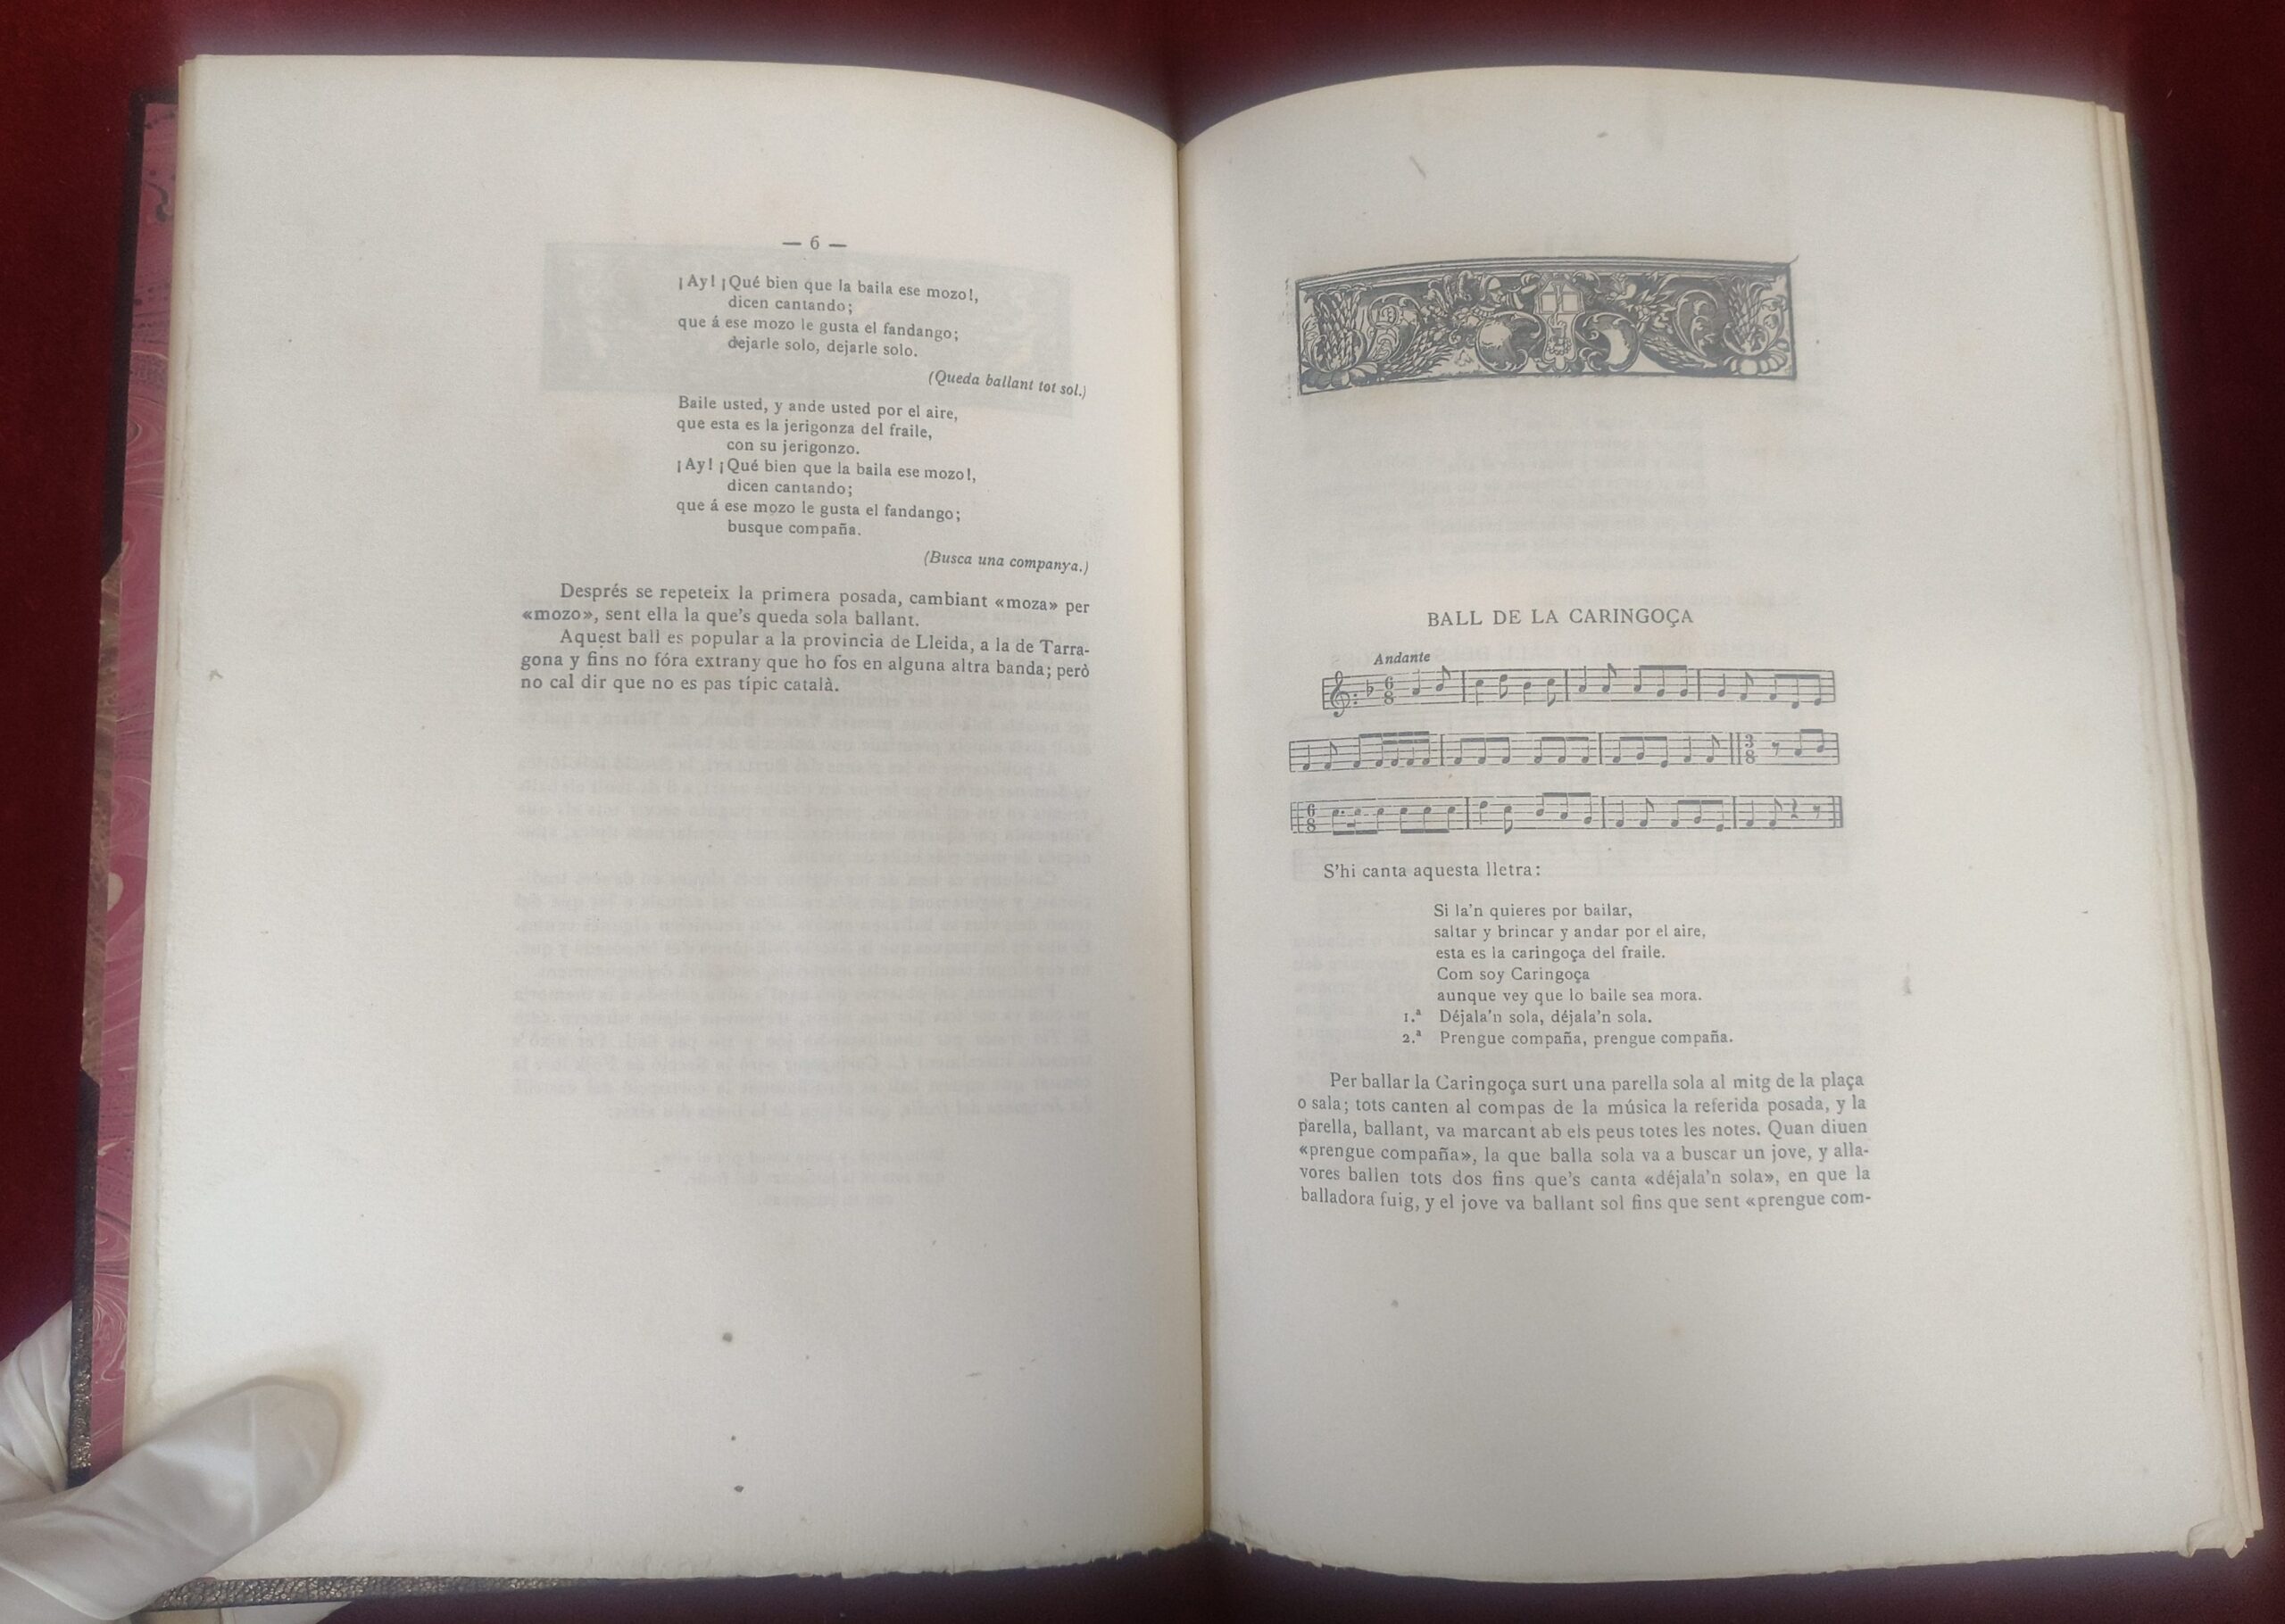 — 6 —
¡Ay! ¡Qué bien que la baila ese mozo!,
dicen cantando;
que á ese mozo le gusta el fandango;
dejarle solo, dejarle solo.
(Queda ballant tot sol.)
Baile usted, y ande usted por el aire,
que esta es la jerigonza del fraile,
con su jerigonzo.
¡Ay! ¡Qué bien que la baila ese mozo!,
dicen cantando;
que á ese mozo le gusta el fandango;
busque compaña.
(Busca una companya.)
Després se repeteix la primera posada, cambiant «moza» per
«mozo», sent ella la que's queda sola ballant.
Aquest ball es popular a la provincia de Lleida, a la de Tarra-
gona y fins no fóra extrany que ho fos en alguna altra banda; però
no cal dir que no es pas típic català.
BALL DE LA CARINGOÇA
Andante
S'hi canta aquesta lletra:
Si la'n quieres por bailar,
saltar y brincar y andar por el aire,
esta es la caringoça del fraile.
Com soy Caringoça
aunque vey que lo baile sea mora.
1.ª Déjala'n sola, déjala'n sola.
2.ª Prengue compaña, prengue compaña.
Per ballar la Caringoça surt una parella sola al mitg de la plaça
o sala; tots canten al compas de la música la referida posada, y la
parella, ballant, va marcant ab els peus totes les notes. Quan diuen
«prengue compaña», la que balla sola va a buscar un jove, y alla-
vores ballen tots dos fins que's canta «déjala'n sola», en que la
balladora fuig, y el jove va ballant sol fins que sent «prengue com-